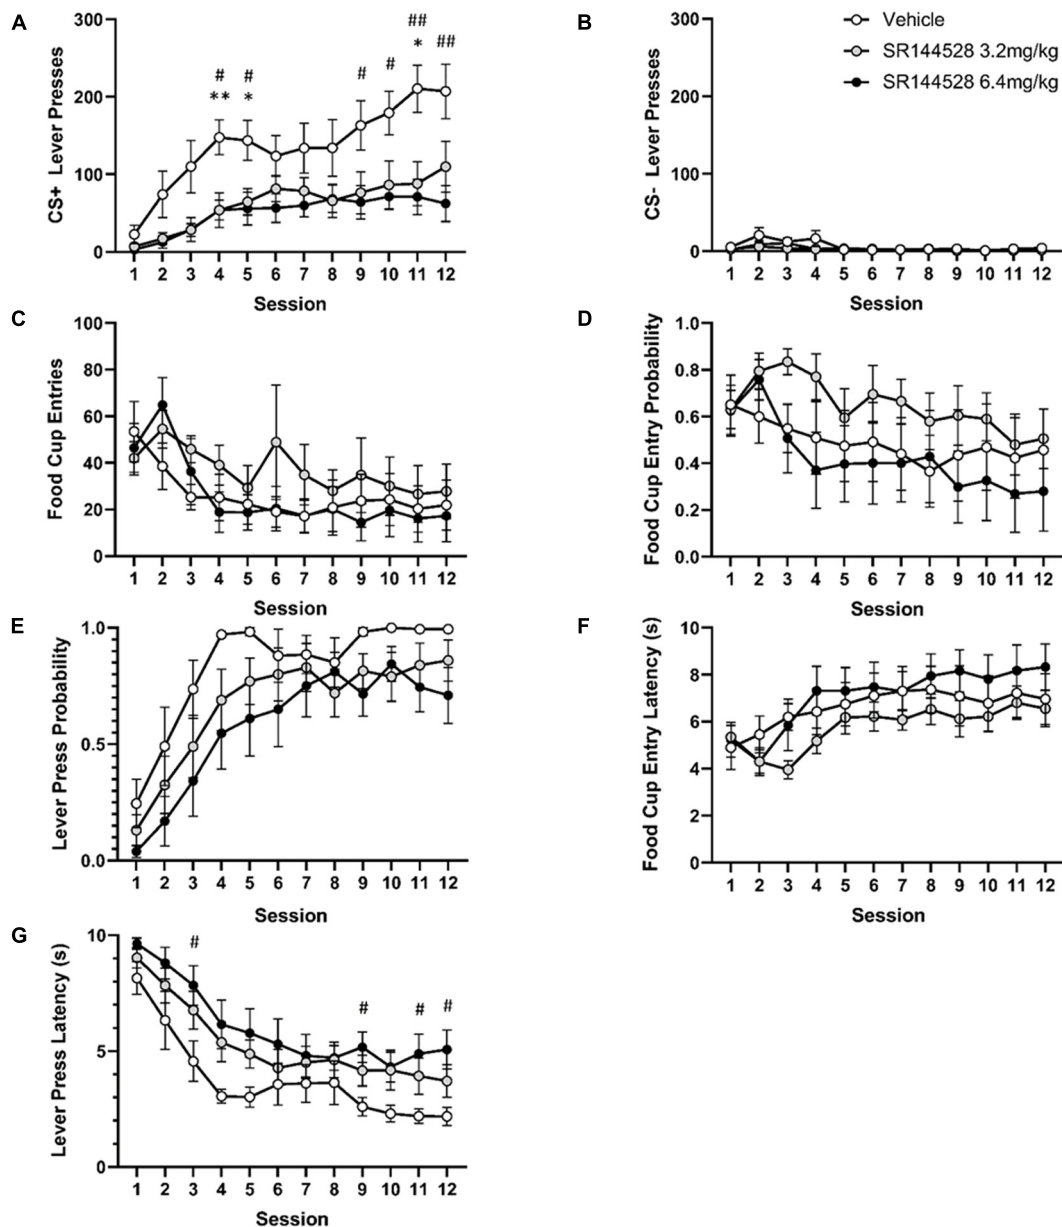 A
CS+ Lever Presses
300
200
100
0
##
*
##
#
#
#
**
#
*
1 2 3 4 5 6 7 8 9 10 11 12
Session
B
CS- Lever Presses
300
200
100
0
Vehicle
SR144528 3.2mg/kg
SR144528 6.4mg/kg
1 2 3 4 5 6 7 8 9 10 11 12
Session
C
Food Cup Entries
100
80
60
40
20
0
1 2 3 4 5 6 7 8 9 10 11 12
Session
D
Food Cup Entry Probability
1.0
0.8
0.6
0.4
0.2
0.0
1 2 3 4 5 6 7 8 9 10 11 12
Session
E
Lever Press Probability
1.0
0.5
0.0
1 2 3 4 5 6 7 8 9 10 11 12
Session
F
Food Cup Entry Latency (s)
10
8
6
4
2
0
1 2 3 4 5 6 7 8 9 10 11 12
Session
G
Lever Press Latency (s)
10
5
0
#
# # #
1 2 3 4 5 6 7 8 9 10 11 12
Session